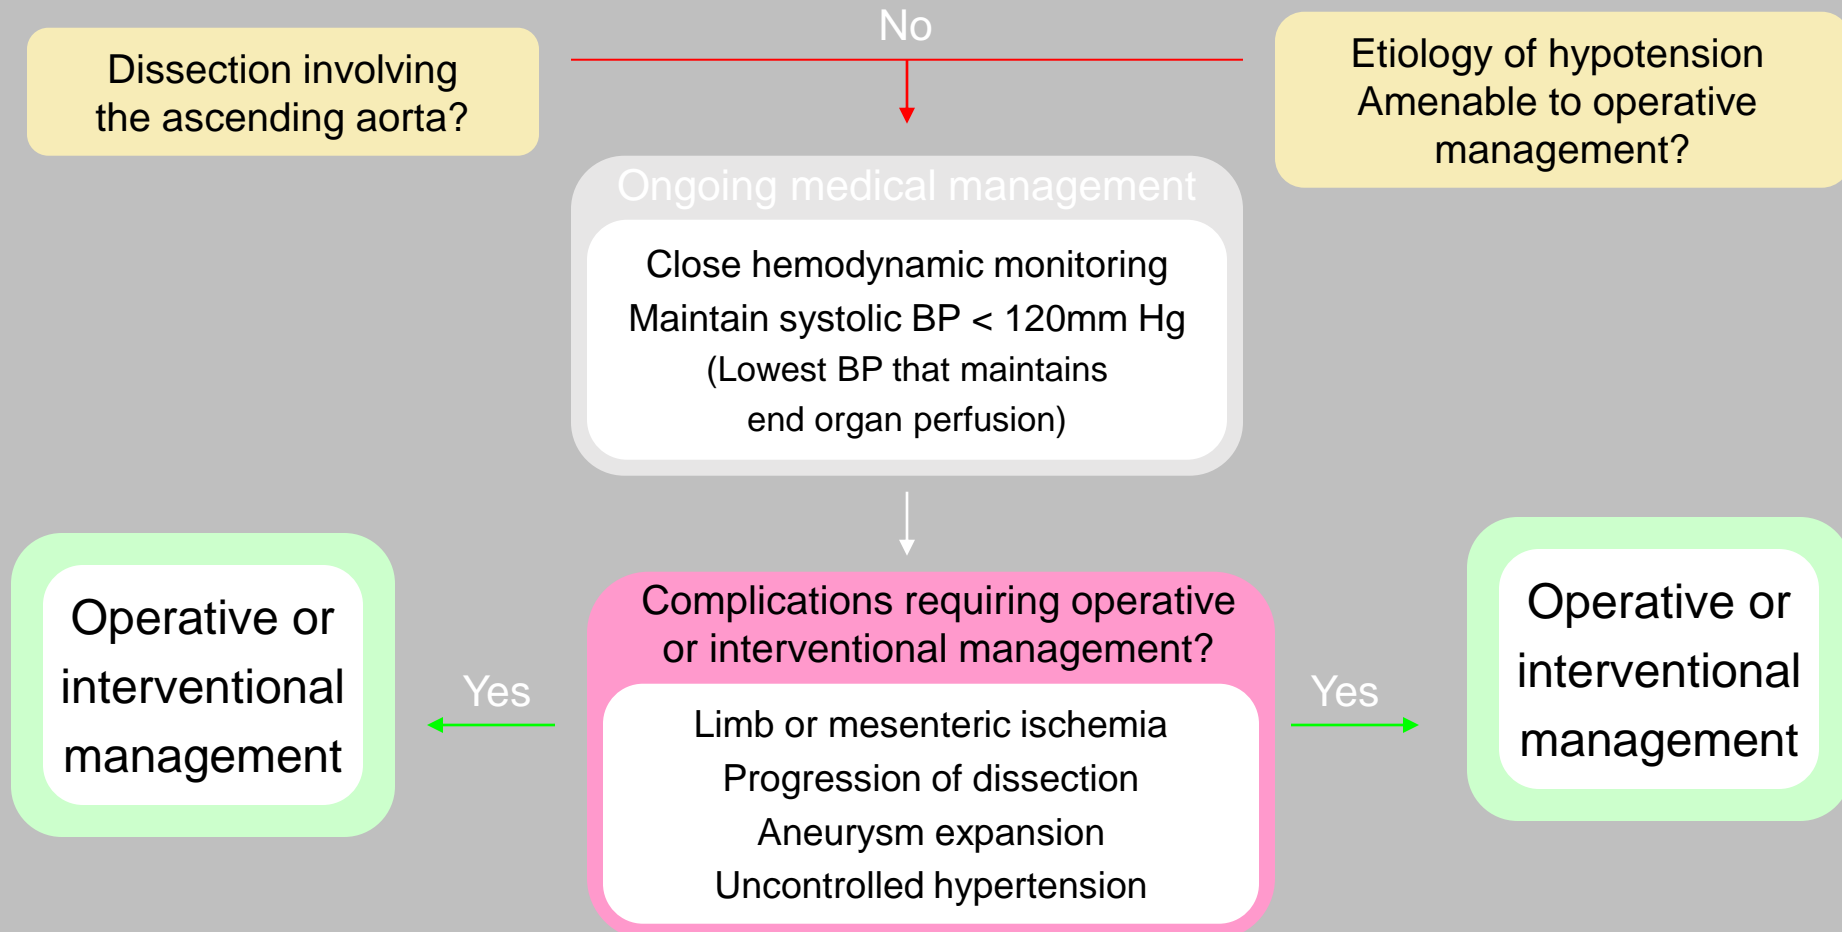 No
Dissection involving
the ascending aorta?
Etiology of hypotension
Amenable to operative
management?
Ongoing medical management
Close hemodynamic monitoring
Maintain systolic BP < 120mm Hg
(Lowest BP that maintains
end organ perfusion)
Operative or
interventional
management
Yes
Complications requiring operative
or interventional management?
Limb or mesenteric ischemia
Progression of dissection
Aneurysm expansion
Uncontrolled hypertension
Yes
Operative or
interventional
management